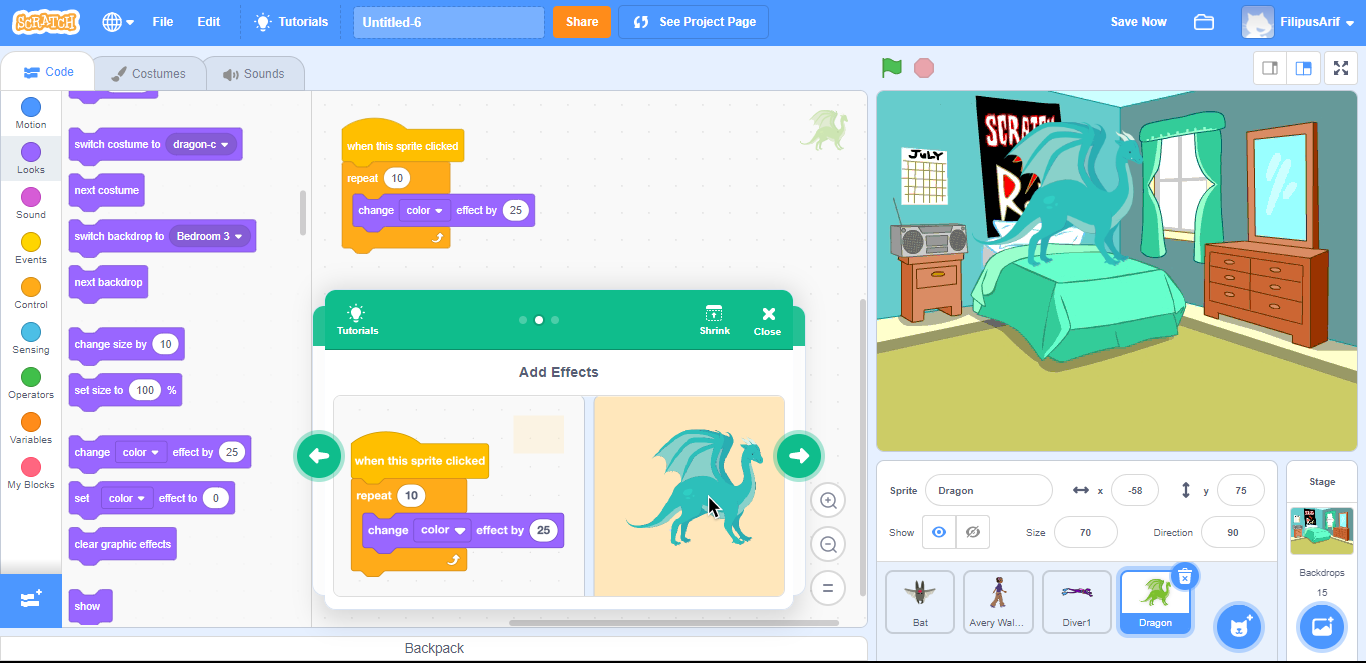 SCRATCH
File
Edit
Tutorials
Untitled-6
Share
See Project Page
Save Now
FilipusArif
Code
Costumes
Sounds
Motion
Looks
Sound
Events
Control
Sensing
Operators
Variables
My Blocks
switch costume to dragon-c
next costume
switch backdrop to Bedroom 3
next backdrop
change size by 10
set size to 100 %
change color effect by 25
set color effect to 0
clear graphic effects
show
when this sprite clicked
repeat 10
change color effect by 25
Tutorials
Shrink
Close
Add Effects
when this sprite clicked
repeat 10
change color effect by 25
Backpack
JULY
Sprite
Dragon
x
-58
y
75
Show
Size
70
Direction
90
Bat
Avery Wal...
Diver1
Dragon
Stage
Backdrops
15